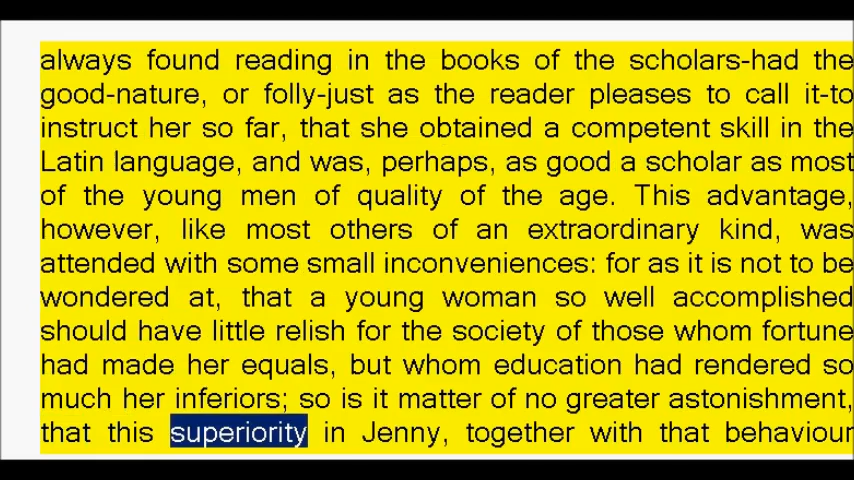 always found reading in the books of the scholars-had the
good-nature, or folly-just as the reader pleases to call it-to
instruct her so far, that she obtained a competent skill in the
Latin language, and was, perhaps, as good a scholar as most
of the young men of quality of the age. This advantage,
however, like most others of an extraordinary kind, was
attended with some small inconveniences: for as it is not to be
wondered at, that a young woman so well accomplished
should have little relish for the society of those whom fortune
had made her equals, but whom education had rendered so
much her inferiors; so is it matter of no greater astonishment,
that this superiority in Jenny, together with that behaviour